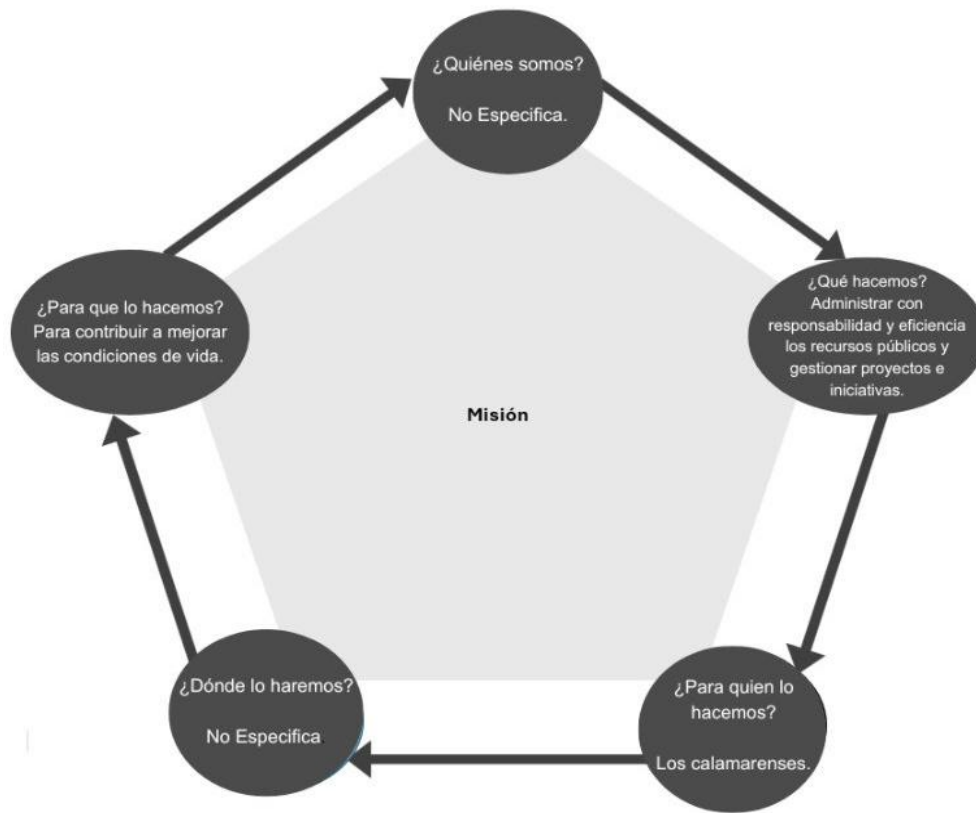 ¿Quiénes somos?
No Especifica.
¿Qué hacemos?
Administrar con
responsabilidad y eficiencia
los recursos públicos y
gestionar proyectos e
iniciativas.
¿Para quien lo
hacemos?
Los calamarenses.
¿Dónde lo haremos?
No Especifica.
¿Para que lo hacemos?
Para contribuir a mejorar
las condiciones de vida.
Misión